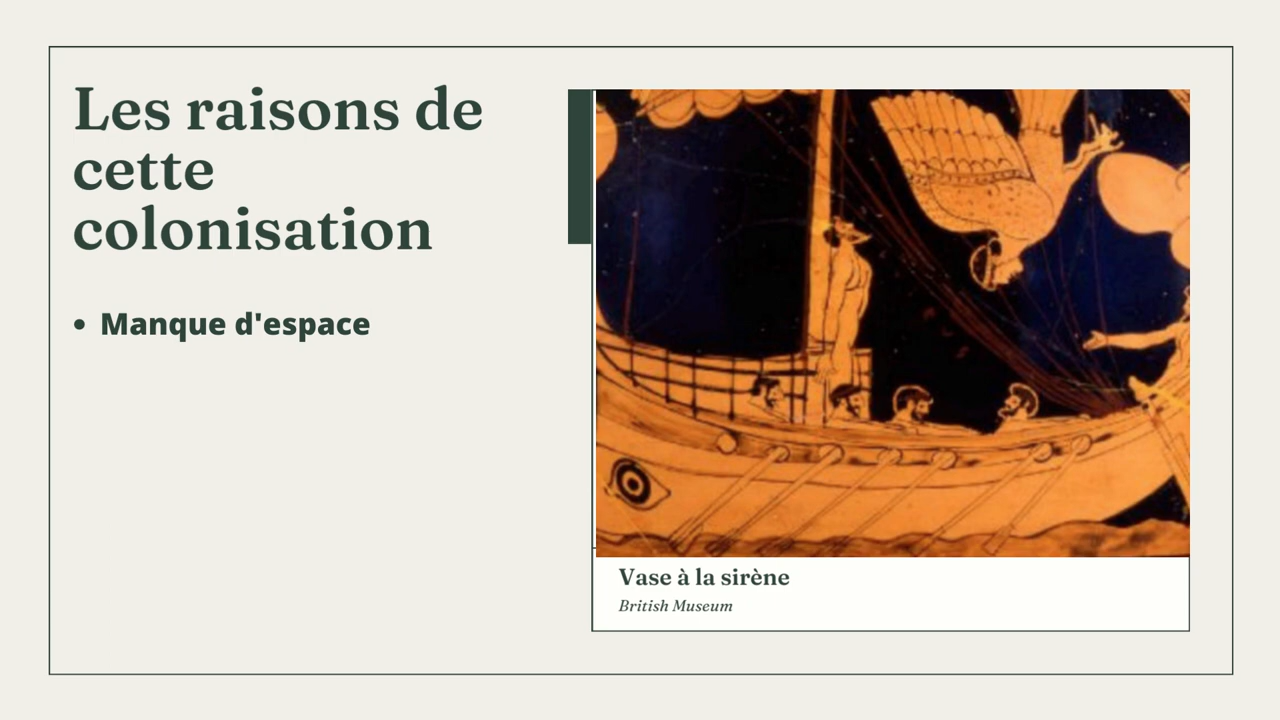 Les raisons de
cette
colonisation
• Manque d'espace
Vase à la sirène
British Museum